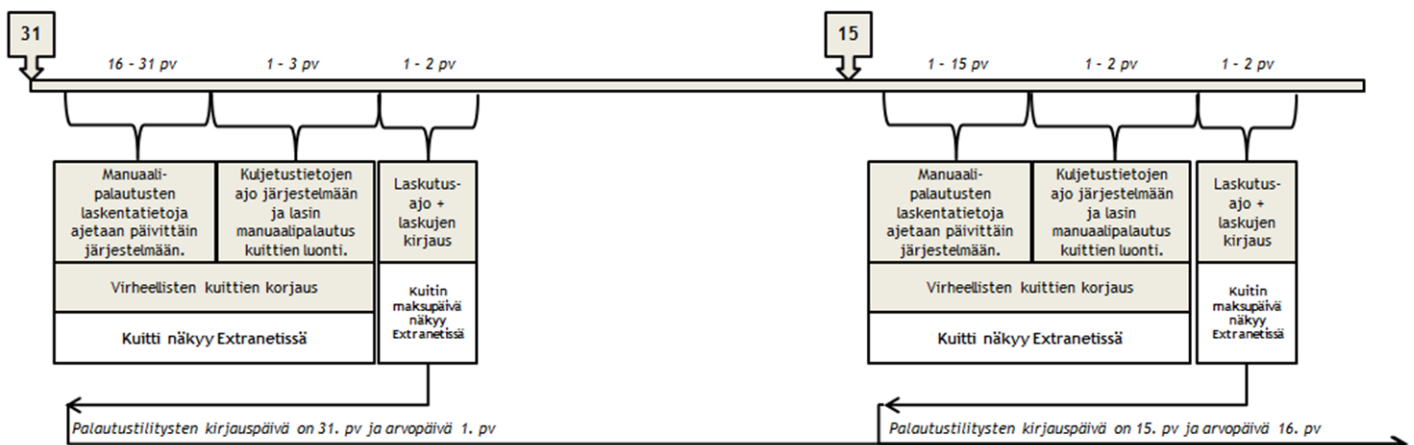 31
15
16 - 31 pv
1 - 3 pv
1 - 2 pv
1 - 15 pv
1 - 2 pv
1 - 2 pv
Manuaali-
palautusten
laskentatietoja
ajetaan päivittäin
järjestelmään.
Kuljetustietojen
ajo järjestelmään
ja lasin
manuaalipalautus
kuittien luonti.
Laskutus-
ajo +
laskujen
kirjaus
Virheellisten kuittien korjaus
Kuitti näkyy Extranetissä
Kuitin
maksupäivä
näkyy
Extranetissä
Manuaali-
palautusten
laskentatietoja
ajetaan päivittäin
järjestelmään.
Kuljetustietojen
ajo järjestelmään
ja lasin
manuaalipalautus
kuittien luonti.
Laskutus-
ajo +
laskujen
kirjaus
Virheellisten kuittien korjaus
Kuitti näkyy Extranetissä
Kuitin
maksupäivä
näkyy
Extranetissä
Palautustilitysten kirjauspäivä on 31. pv ja arvopäivä 1. pv
Palautustilitysten kirjauspäivä on 15. pv ja arvopäivä 16. pv